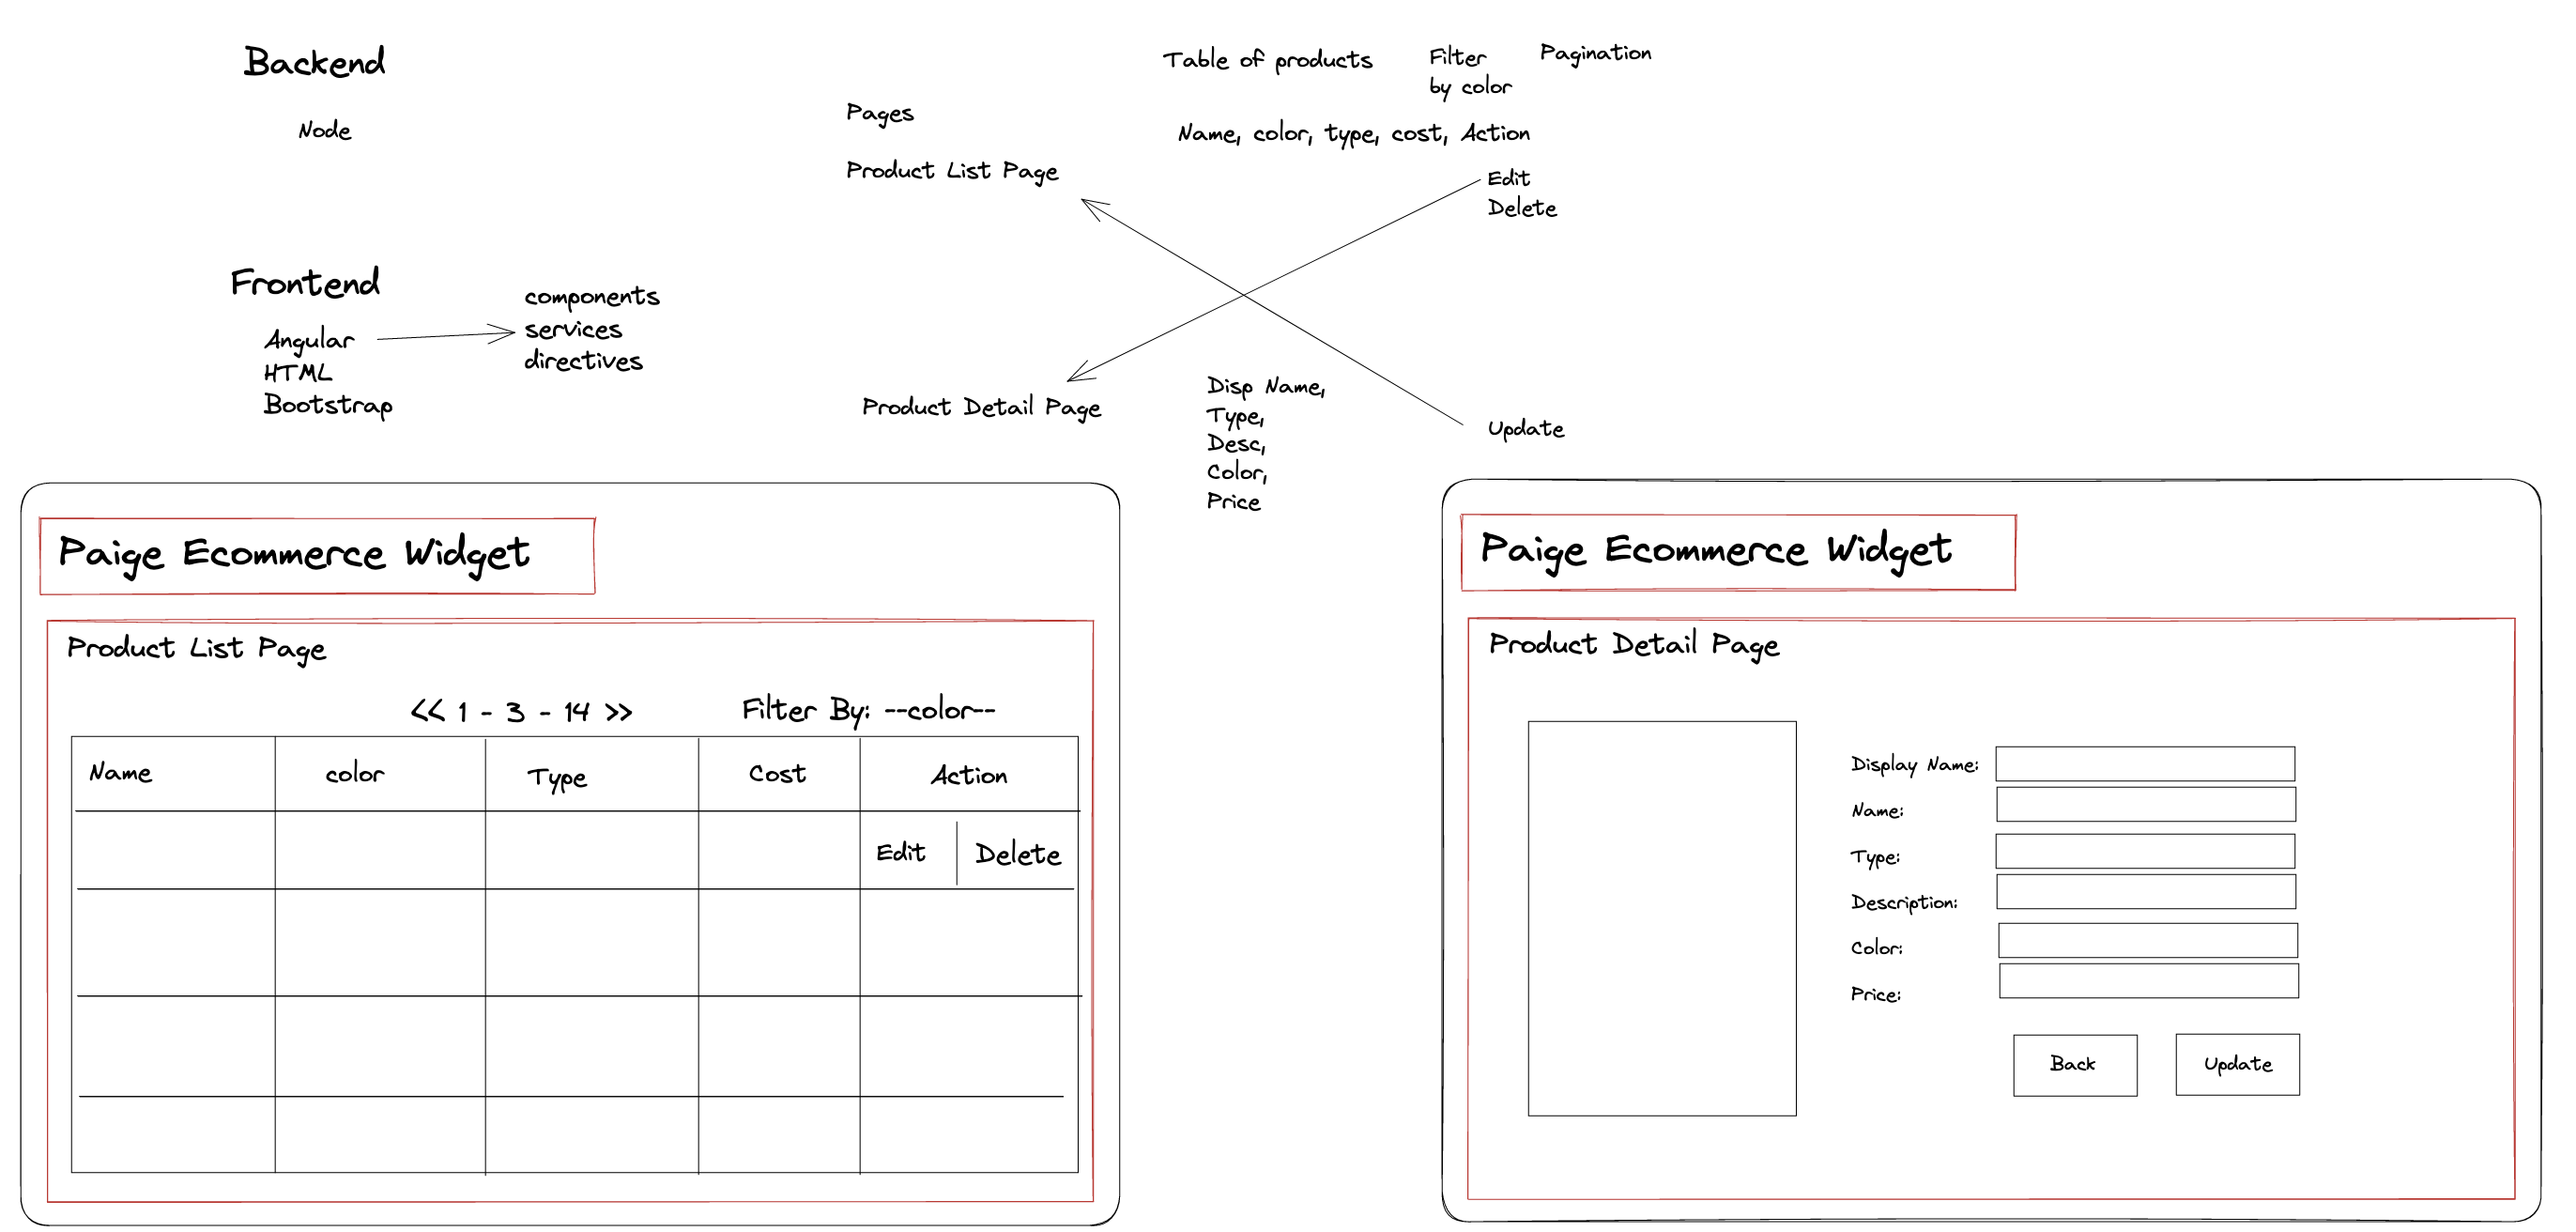 Backend
Node
Frontend
Angular
HTML
Bootstrap
components
services
directives
Pages
Product List Page
Table of products
Filter
by color
Pagination
Name, color, type, cost, Action
Edit
Delete
Product Detail Page
Disp Name,
Type,
Desc,
Color,
Price
Update
Paige Ecommerce Widget
Product List Page
<< 1 - 3 - 14 >>
Filter By: --color--
Name
color
Type
Cost
Action
Edit
Delete
Paige Ecommerce Widget
Product Detail Page
Display Name:
Name:
Type:
Description:
Color:
Price:
Back
Update